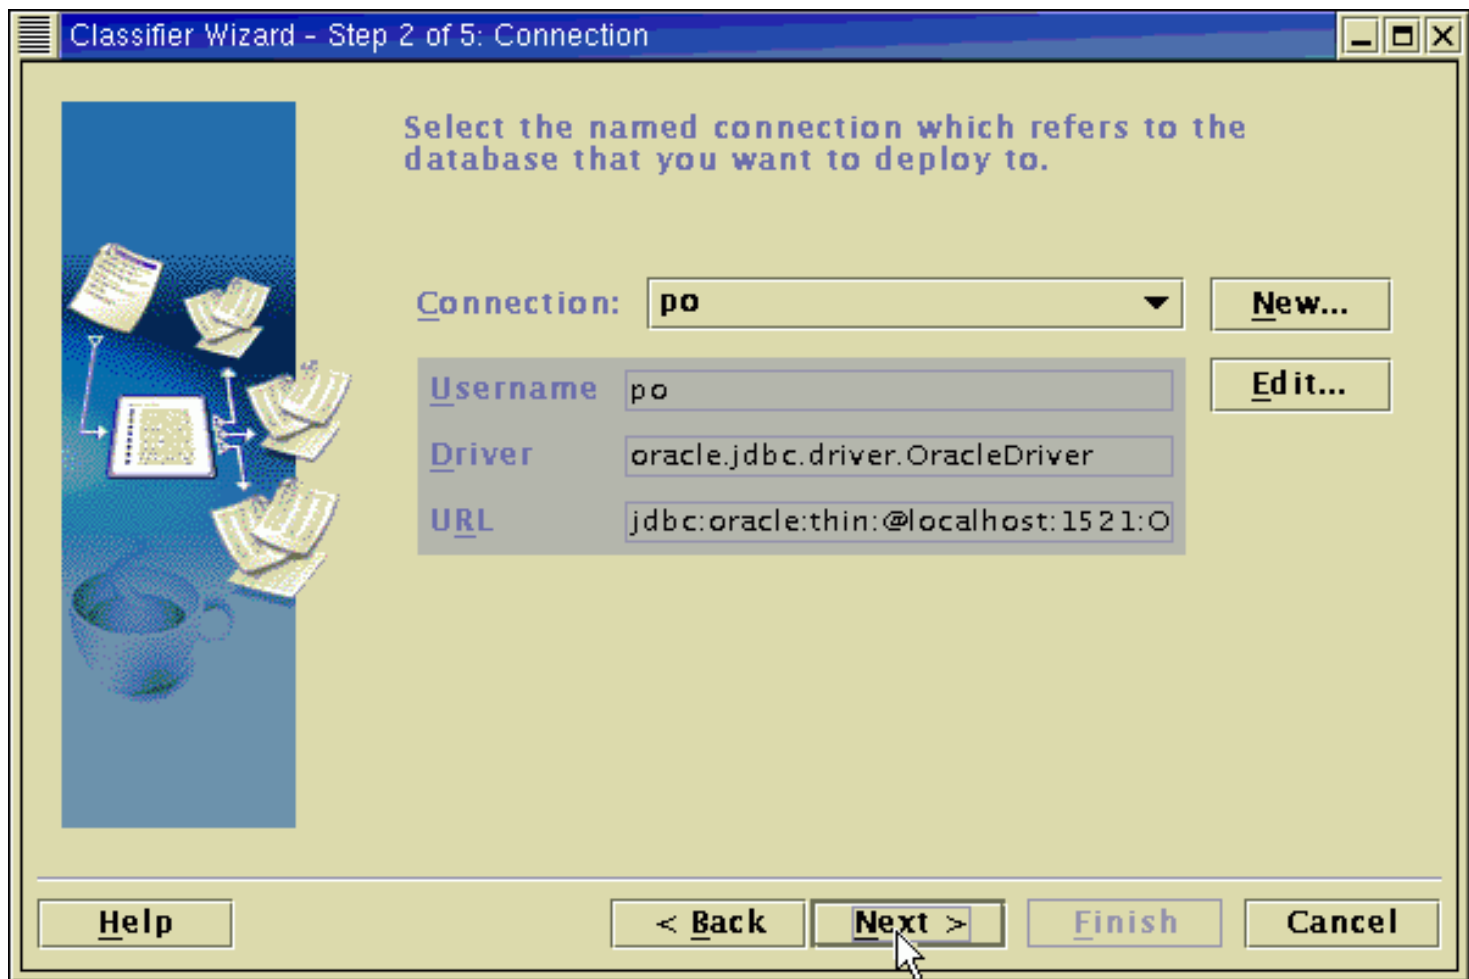 Classifier Wizard - Step 2 of 5: Connection
Select the named connection which refers to the
database that you want to deploy to.
Connection: po New...
Username po Edit...
Driver oracle.jdbc.driver.OracleDriver
URL jdbc:oracle:thin:@localhost:1521:O
Help < Back Next > Finish Cancel